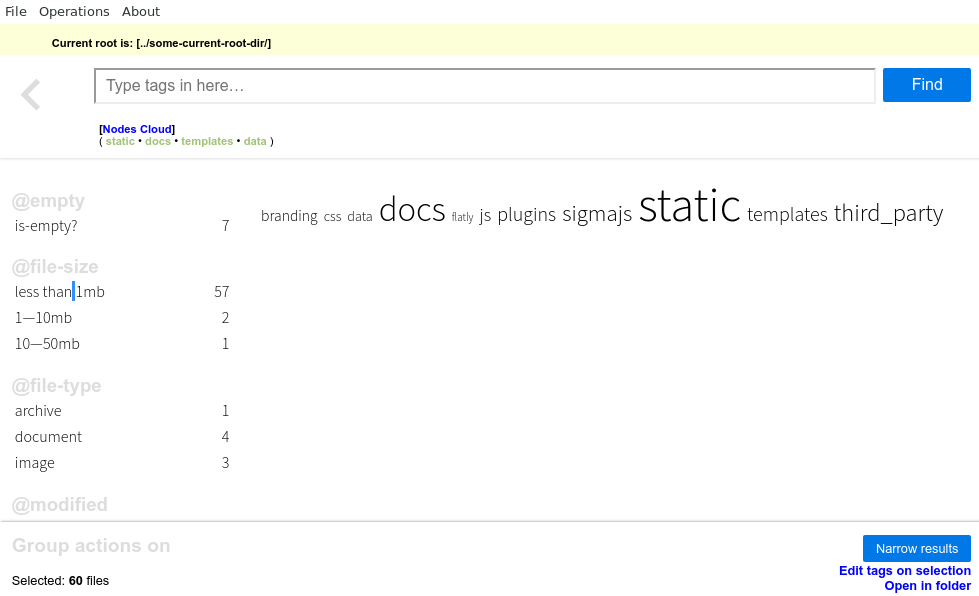 File Operations About
Current root is: [../some-current-root-dir/]
Type tags in here…
Find
[Nodes Cloud]
( static • docs • templates • data )
@empty
is-empty? 7
@file-size
less than 1mb 57
1—10mb 2
10—50mb 1
@file-type
archive 1
document 4
image 3
@modified
branding css data docs flatly js plugins sigmajs static templates third_party
Group actions on
Selected: 60 files
Narrow results
Edit tags on selection
Open in folder